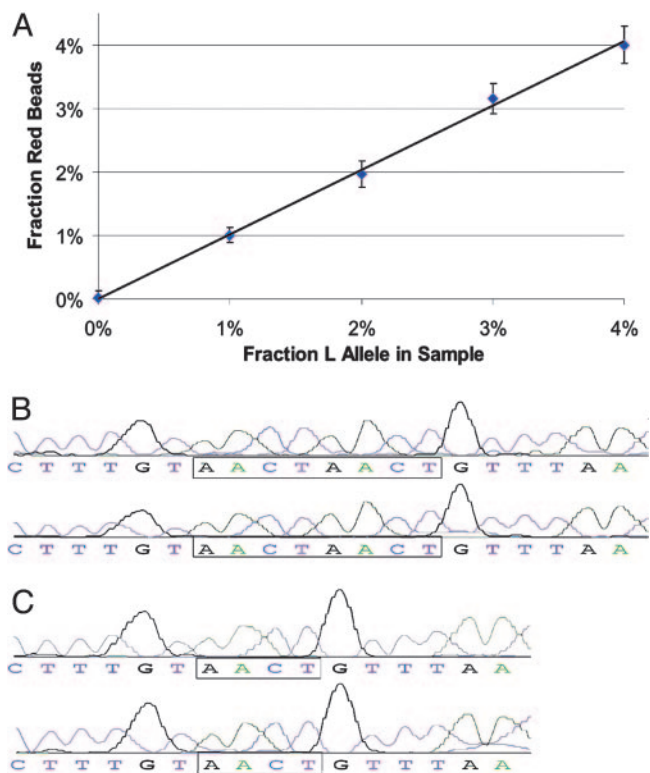 A
4%
3%
2%
1%
0%
Fraction Red Beads
0% 1% 2% 3% 4%
Fraction L Allele in Sample
B
C T T T G T A A C T A A C T G T T T A A
C T T T G T A A C T A A C T G T T T A A
C
C T T T G T A A C T G T T T A A
C T T T G T A A C T G T T T A A